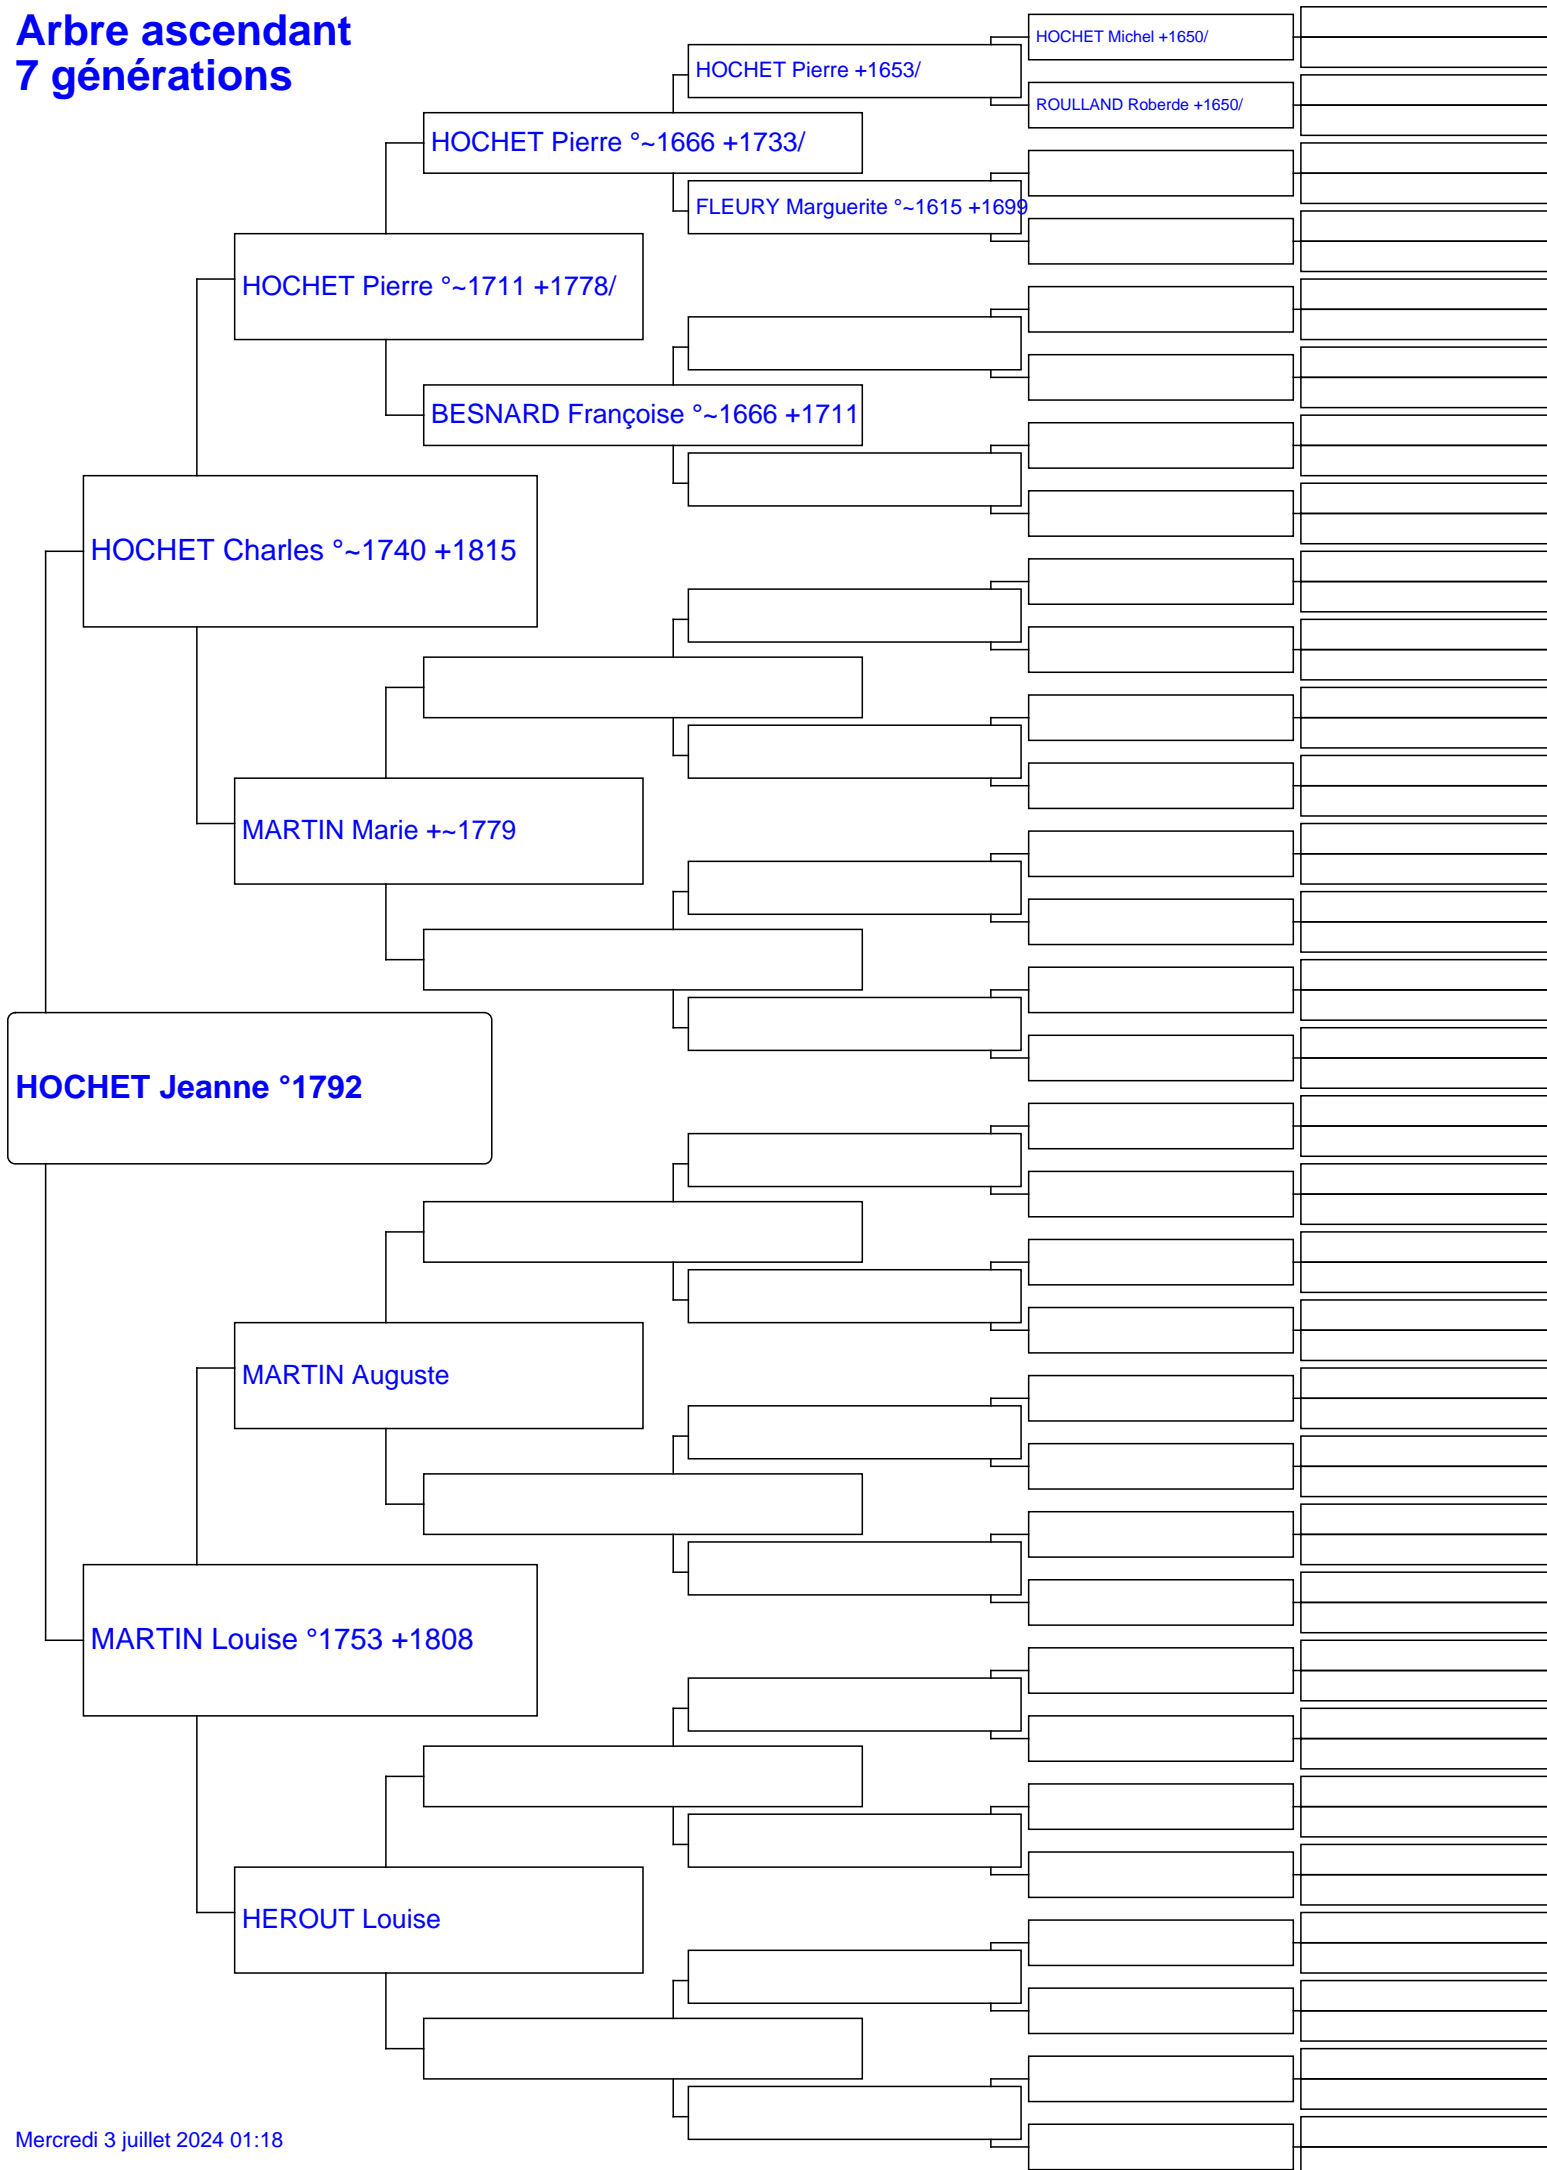 Arbre ascendant
7 générations
HOCHET Michel +1650/
HOCHET Pierre +1653/
ROULLAND Roberde +1650/
HOCHET Pierre °~1666 +1733/
FLEURY Marguerite °~1615 +1699
HOCHET Pierre °~1711 +1778/
BESNARD Françoise °~1666 +1711
HOCHET Charles °~1740 +1815
MARTIN Marie +~1779
HOCHET Jeanne °1792
MARTIN Auguste
MARTIN Louise °1753 +1808
HEROUT Louise
Mercredi 3 juillet 2024 01:18